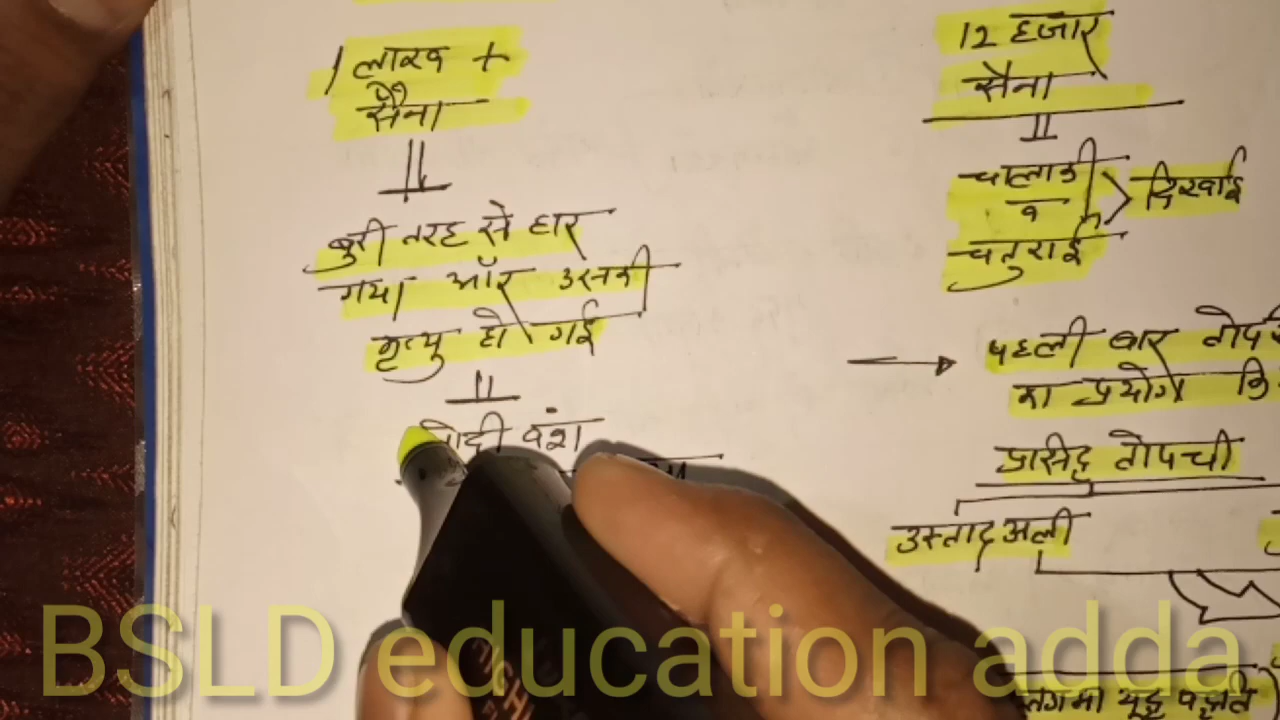 1 लाख +
सैना
बुरी तरह से हार
गया और उसकी
मृत्यु हो गई
वंश
12 हजार
सैना
चालाकी
व
चतुराई
दिखाई
पहली बार
का प्रयोग
प्रसिद्ध तोपची
उस्ताद अली
BSLD education adda